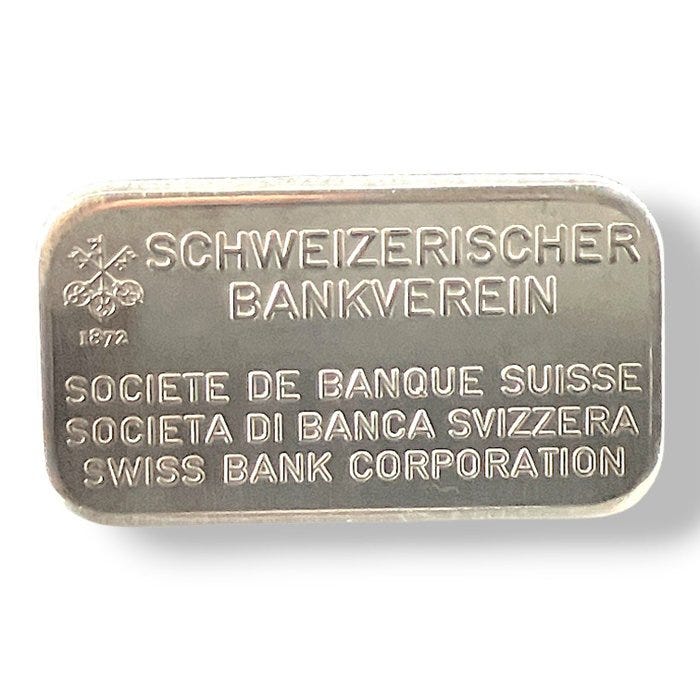 SCHWEIZERISCHER
BANKVEREIN
1872
SOCIETE DE BANQUE SUISSE
SOCIETA DI BANCA SVIZZERA
SWISS BANK CORPORATION